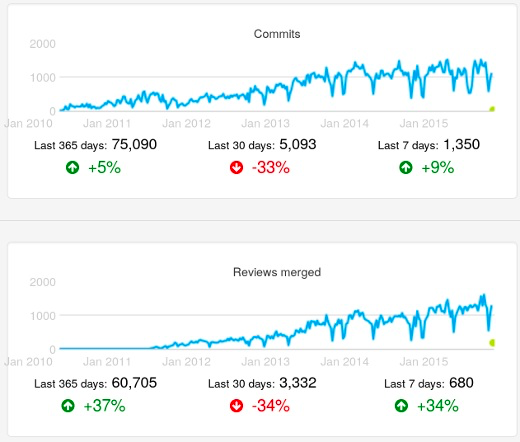 Commits
2000
1000
0
Jan 2010 Jan 2011 Jan 2012 Jan 2013 Jan 2014 Jan 2015
Last 365 days: 75,090 Last 30 days: 5,093 Last 7 days: 1,350
+5% -33% +9%
Reviews merged
2000
1000
0
Jan 2010 Jan 2011 Jan 2012 Jan 2013 Jan 2014 Jan 2015
Last 365 days: 60,705 Last 30 days: 3,332 Last 7 days: 680
+37% -34% +34%